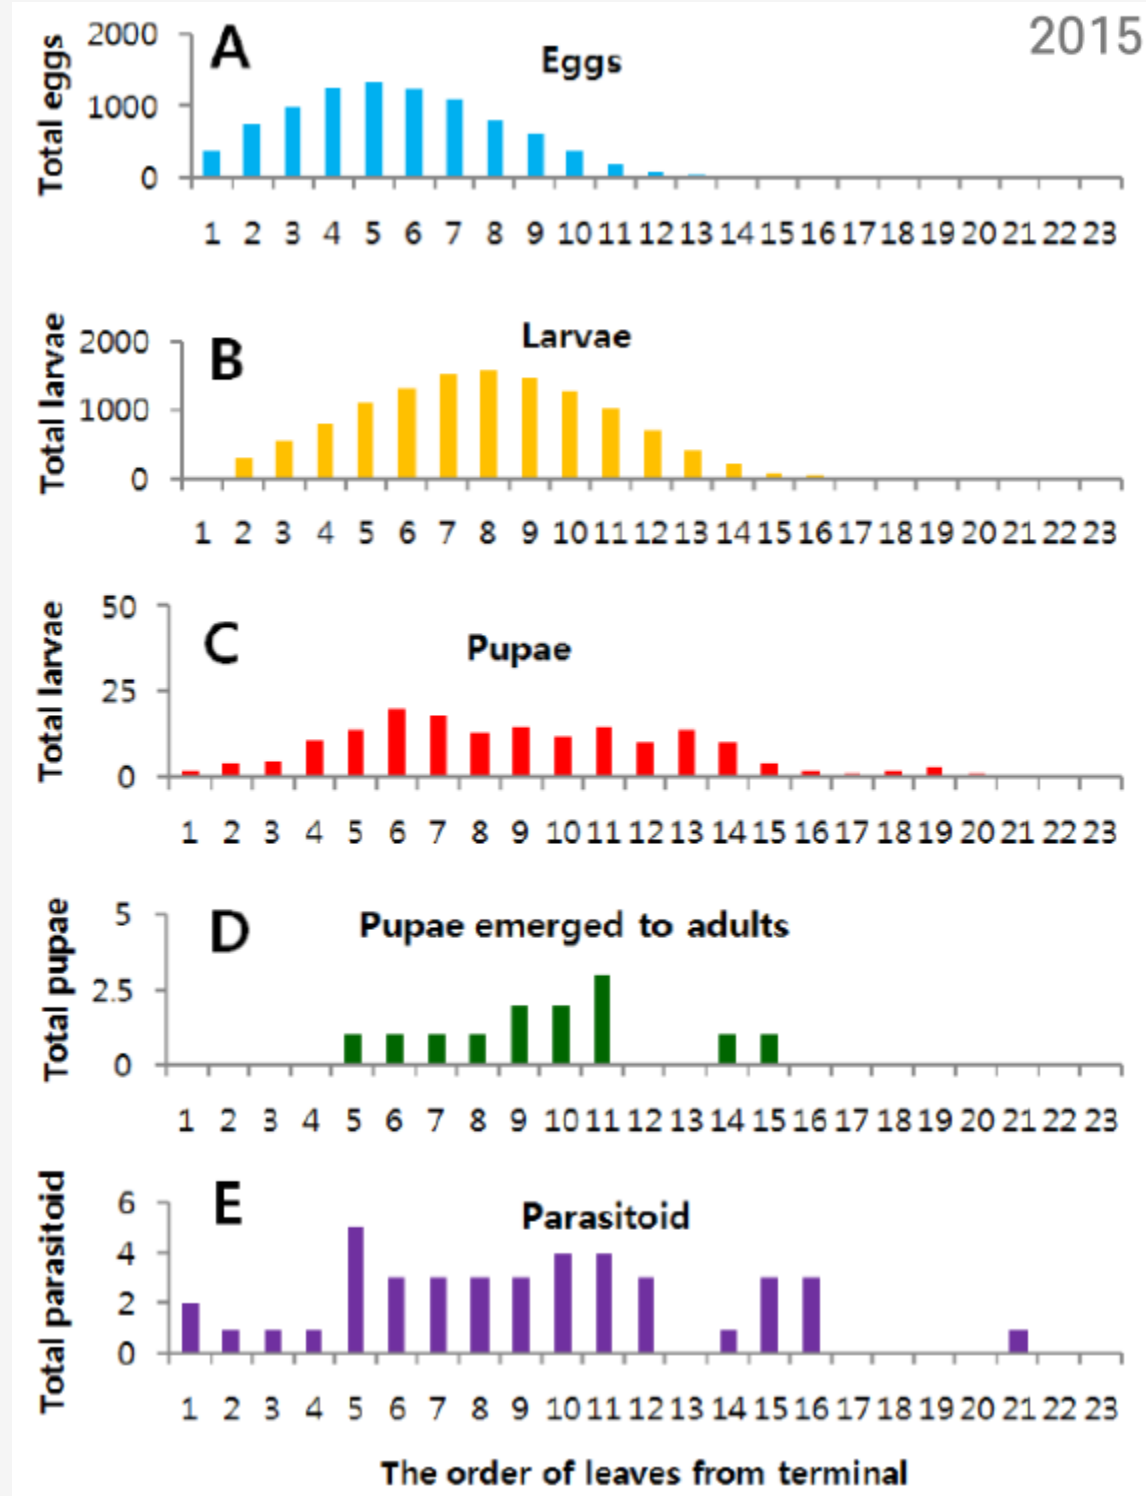 2015
A
Eggs
Total eggs
2000
1000
0
1 2 3 4 5 6 7 8 9 10 11 12 13 14 15 16 17 18 19 20 21 22 23
B
Larvae
Total larvae
2000
1000
0
1 2 3 4 5 6 7 8 9 10 11 12 13 14 15 16 17 18 19 20 21 22 23
C
Pupae
Total larvae
50
25
0
1 2 3 4 5 6 7 8 9 10 11 12 13 14 15 16 17 18 19 20 21 22 23
D
Pupae emerged to adults
Total pupae
5
2.5
0
1 2 3 4 5 6 7 8 9 10 11 12 13 14 15 16 17 18 19 20 21 22 23
E
Parasitoid
Total parasitoid
6
4
2
0
1 2 3 4 5 6 7 8 9 10 11 12 13 14 15 16 17 18 19 20 21 22 23
The order of leaves from terminal